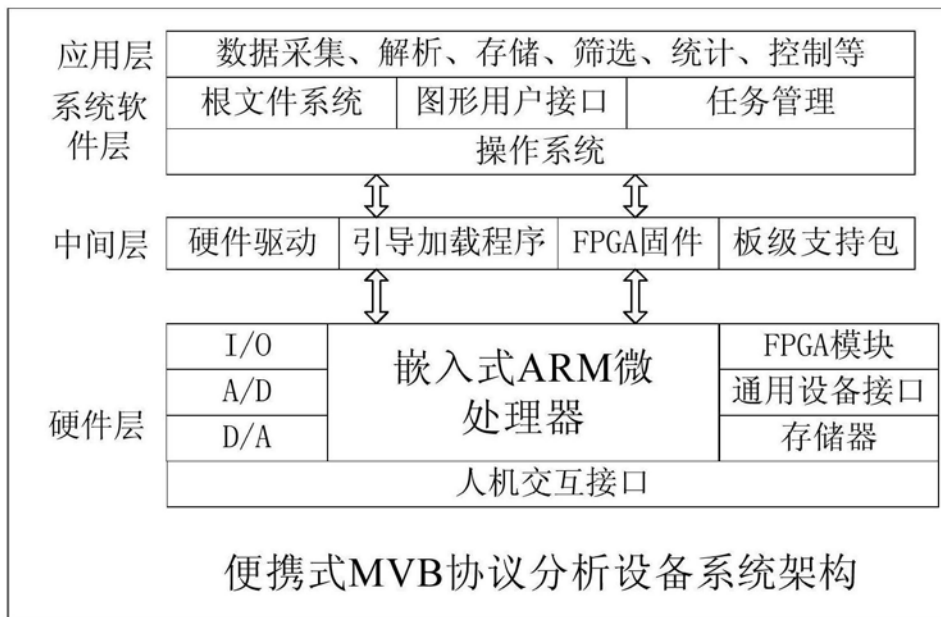 应用层
数据采集、解析、存储、筛选、统计、控制等
系统软
件层
根文件系统
图形用户接口
任务管理
操作系统
中间层
硬件驱动
引导加载程序
FPGA固件
板级支持包
硬件层
I/O
A/D
D/A
嵌入式ARM微
处理器
FPGA模块
通用设备接口
存储器
人机交互接口
便携式MVB协议分析设备系统架构